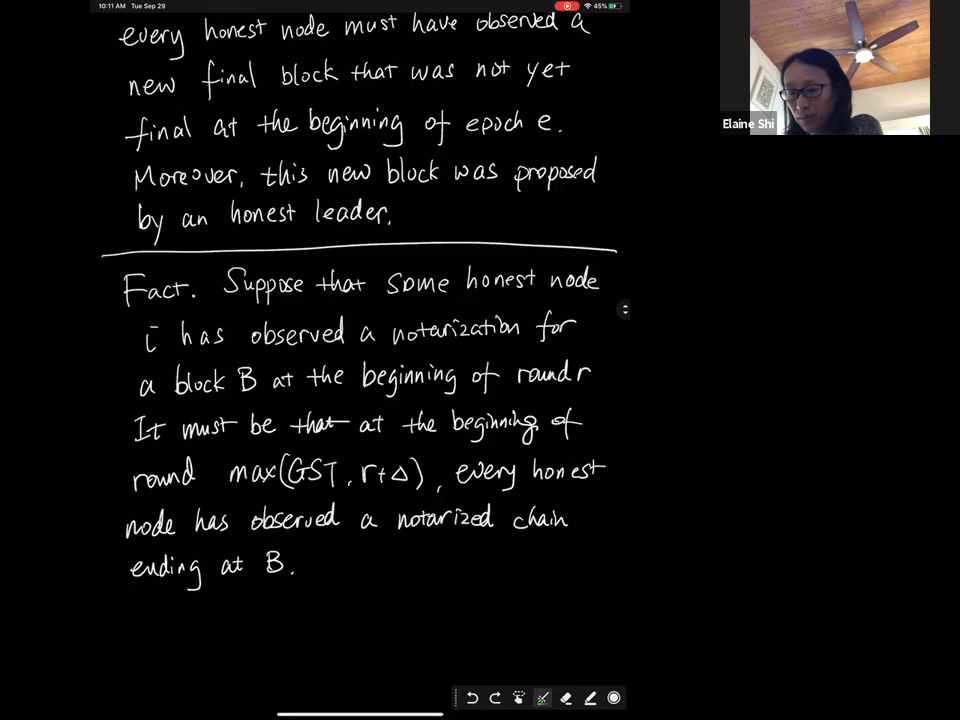 10:11 AM Tue Sep 29
45%
every honest node must have observed a
new final block that was not yet
final at the beginning of epoch e.
Moreover, this new block was proposed
by an honest leader.
Fact. Suppose that some honest node
i has observed a notarization for
a block B at the beginning of round r
It must be that at the beginning of
round max(GST, r+Δ), every honest
node has observed a notarized chain
ending at B.
Elaine Shi